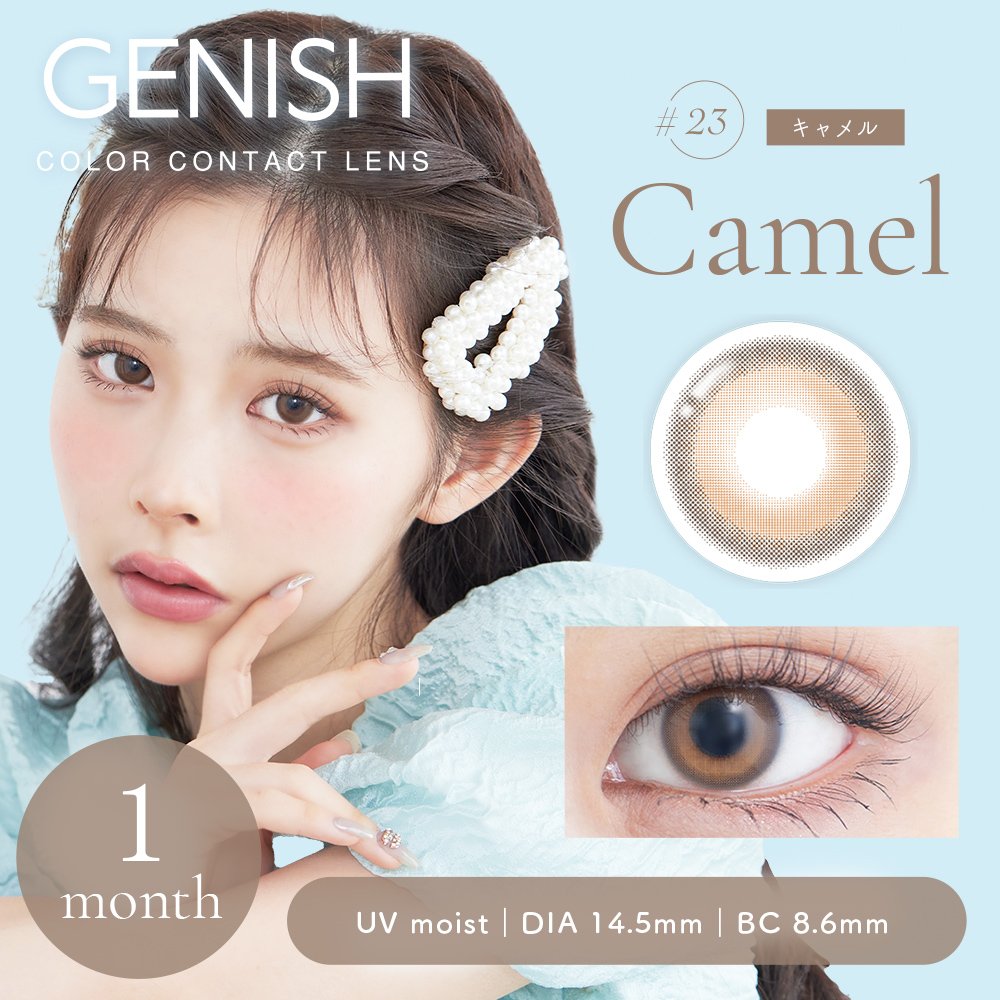 GENISH
COLOR CONTACT LENS
# 23
キャメル
Camel
1
month
UV moist | DIA 14.5mm | BC 8.6mm